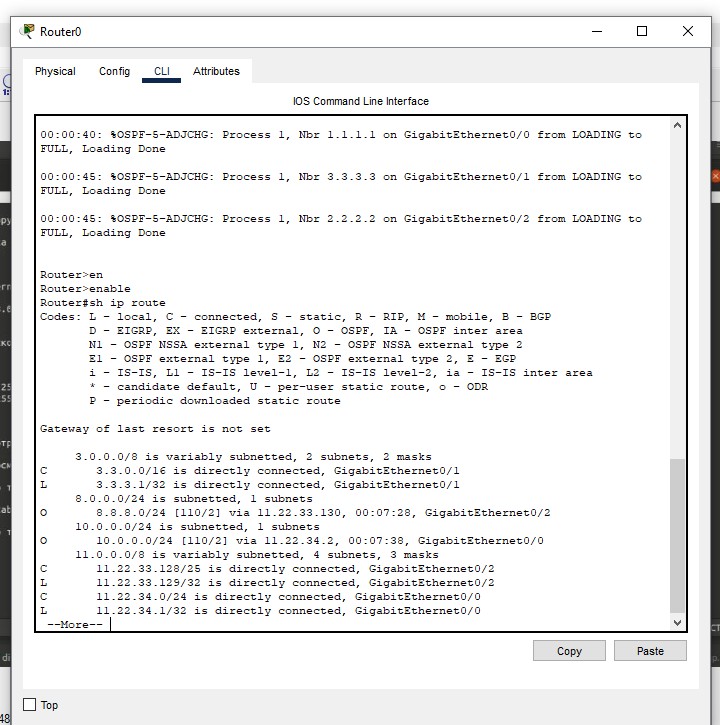 Router0
Physical Config CLI Attributes
IOS Command Line Interface
00:00:40: %OSPF-5-ADJCHG: Process 1, Nbr 1.1.1.1 on GigabitEthernet0/0 from LOADING to
FULL, Loading Done
00:00:45: %OSPF-5-ADJCHG: Process 1, Nbr 3.3.3.3 on GigabitEthernet0/1 from LOADING to
FULL, Loading Done
00:00:45: %OSPF-5-ADJCHG: Process 1, Nbr 2.2.2.2 on GigabitEthernet0/2 from LOADING to
FULL, Loading Done
Router>en
Router>enable
Router#sh ip route
Codes: L - local, C - connected, S - static, R - RIP, M - mobile, B - BGP
D - EIGRP, EX - EIGRP external, O - OSPF, IA - OSPF inter area
N1 - OSPF NSSA external type 1, N2 - OSPF NSSA external type 2
E1 - OSPF external type 1, E2 - OSPF external type 2, E - EGP
i - IS-IS, L1 - IS-IS level-1, L2 - IS-IS level-2, ia - IS-IS inter area
* - candidate default, U - per-user static route, o - ODR
P - periodic downloaded static route
Gateway of last resort is not set
3.0.0.0/8 is variably subnetted, 2 subnets, 2 masks
C 3.3.0.0/16 is directly connected, GigabitEthernet0/1
L 3.3.3.1/32 is directly connected, GigabitEthernet0/1
8.0.0.0/24 is subnetted, 1 subnets
O 8.8.8.0/24 [110/2] via 11.22.33.130, 00:07:28, GigabitEthernet0/2
10.0.0.0/24 is subnetted, 1 subnets
O 10.0.0.0/24 [110/2] via 11.22.34.2, 00:07:38, GigabitEthernet0/0
11.0.0.0/8 is variably subnetted, 4 subnets, 3 masks
C 11.22.33.128/25 is directly connected, GigabitEthernet0/2
L 11.22.33.129/32 is directly connected, GigabitEthernet0/2
C 11.22.34.0/24 is directly connected, GigabitEthernet0/0
L 11.22.34.1/32 is directly connected, GigabitEthernet0/0
--More--
Copy Paste
Top